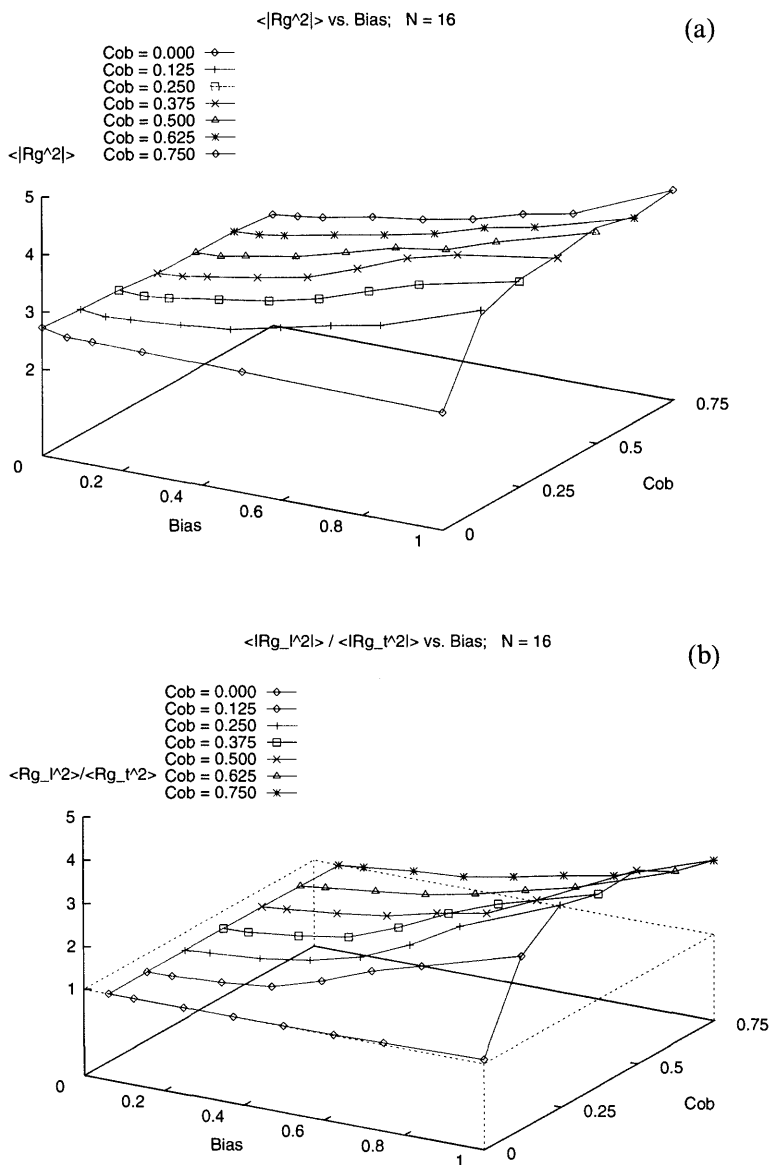 <|Rg^2|> vs. Bias; N = 16
(a)
Cob = 0.000
Cob = 0.125
Cob = 0.250
Cob = 0.375
Cob = 0.500
Cob = 0.625
Cob = 0.750
<|Rg^2|>
5
4
3
2
0
0.2
0.4
0.6
0.8
1
Bias
0
0.25
0.5
0.75
Cob
<|Rg_l^2|> / <|Rg_t^2|> vs. Bias; N = 16
(b)
Cob = 0.000
Cob = 0.125
Cob = 0.250
Cob = 0.375
Cob = 0.500
Cob = 0.625
Cob = 0.750
<Rg_l^2>/<Rg_t^2>
5
4
3
2
1
0
0.2
0.4
0.6
0.8
1
Bias
0
0.25
0.5
0.75
Cob